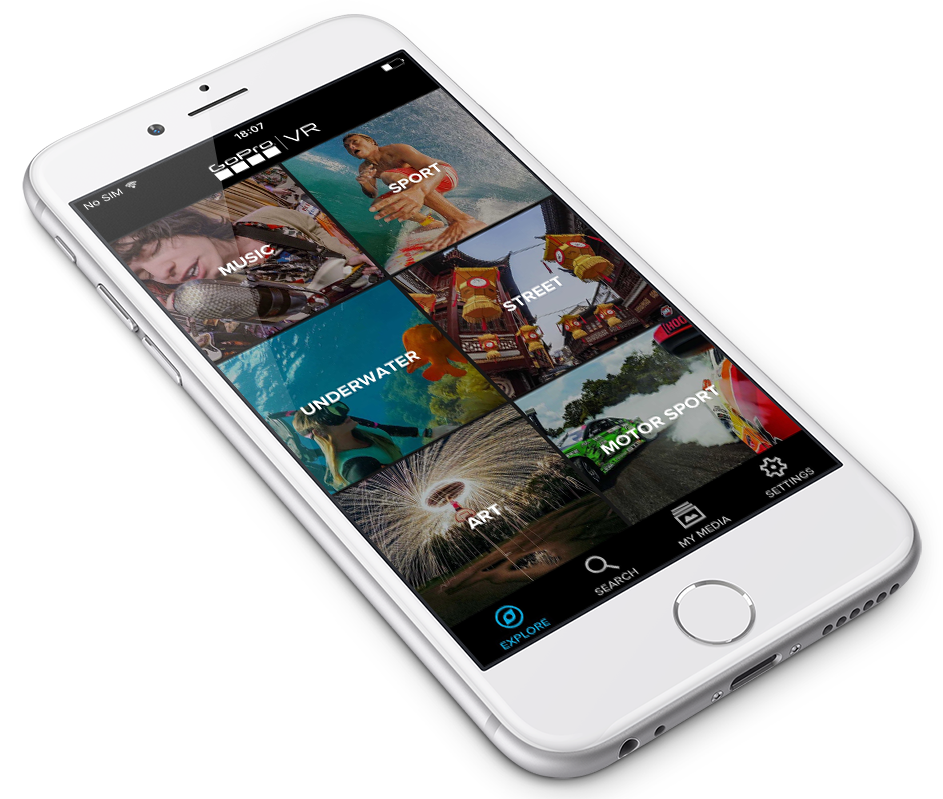 No SIM 18:07
GoPro | VR
MUSIC
SPORT
UNDERWATER
STREET
ART
MOTOR SPORT
EXPLORE
SEARCH
MY MEDIA
SETTINGS